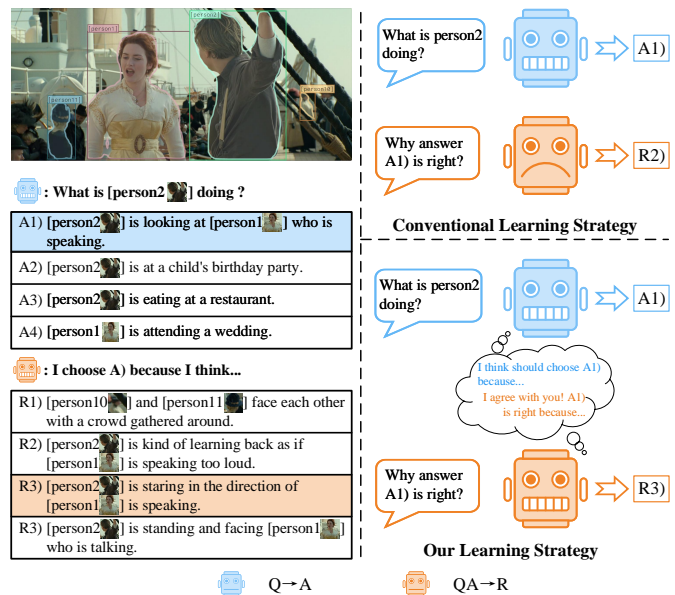 [person1]
[person2]
[person10]
[person11]
: What is [person2 ] doing ?
A1) [person2 ] is looking at [person1 ] who is
speaking.
A2) [person2 ] is at a child's birthday party.
A3) [person2 ] is eating at a restaurant.
A4) [person1 ] is attending a wedding.
: I choose A) because I think...
R1) [person10 ] and [person11 ] face each other
with a crowd gathered around.
R2) [person2 ] is kind of learning back as if
[person1 ] is speaking too loud.
R3) [person2 ] is staring in the direction of
[person1 ] is speaking.
R3) [person2 ] is standing and facing [person1 ]
who is talking.
What is person2
doing?
A1)
Why answer
A1) is right?
R2)
Conventional Learning Strategy
What is person2
doing?
A1)
I think should choose A1)
because...
I agree with you! A1)
is right because...
Why answer
A1) is right?
R3)
Our Learning Strategy
Q→A
QA→R